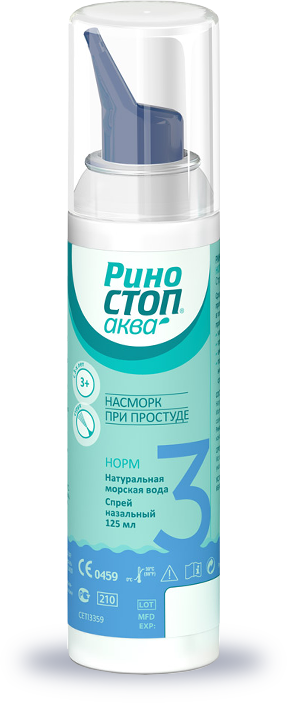 Рино
СТОП®
аква
3+
НАСМОРК
ПРИ ПРОСТУДЕ
НОРМ
3
Натуральная
морская вода
Спрей
назальный
125 мл
CE 0459
210
LOT
MFD
EXP: